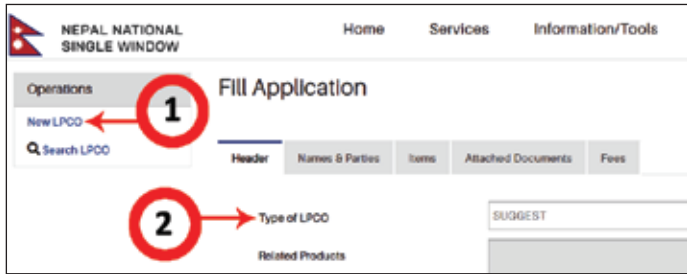 NEPAL NATIONAL
SINGLE WINDOW
Home Services Information/Tools
Operations
New LPCO
Search LPCO
1
Fill Application
Header Names & Parties Items Attached Documents Fees
2
Type of LPCO SUGGEST
Related Products